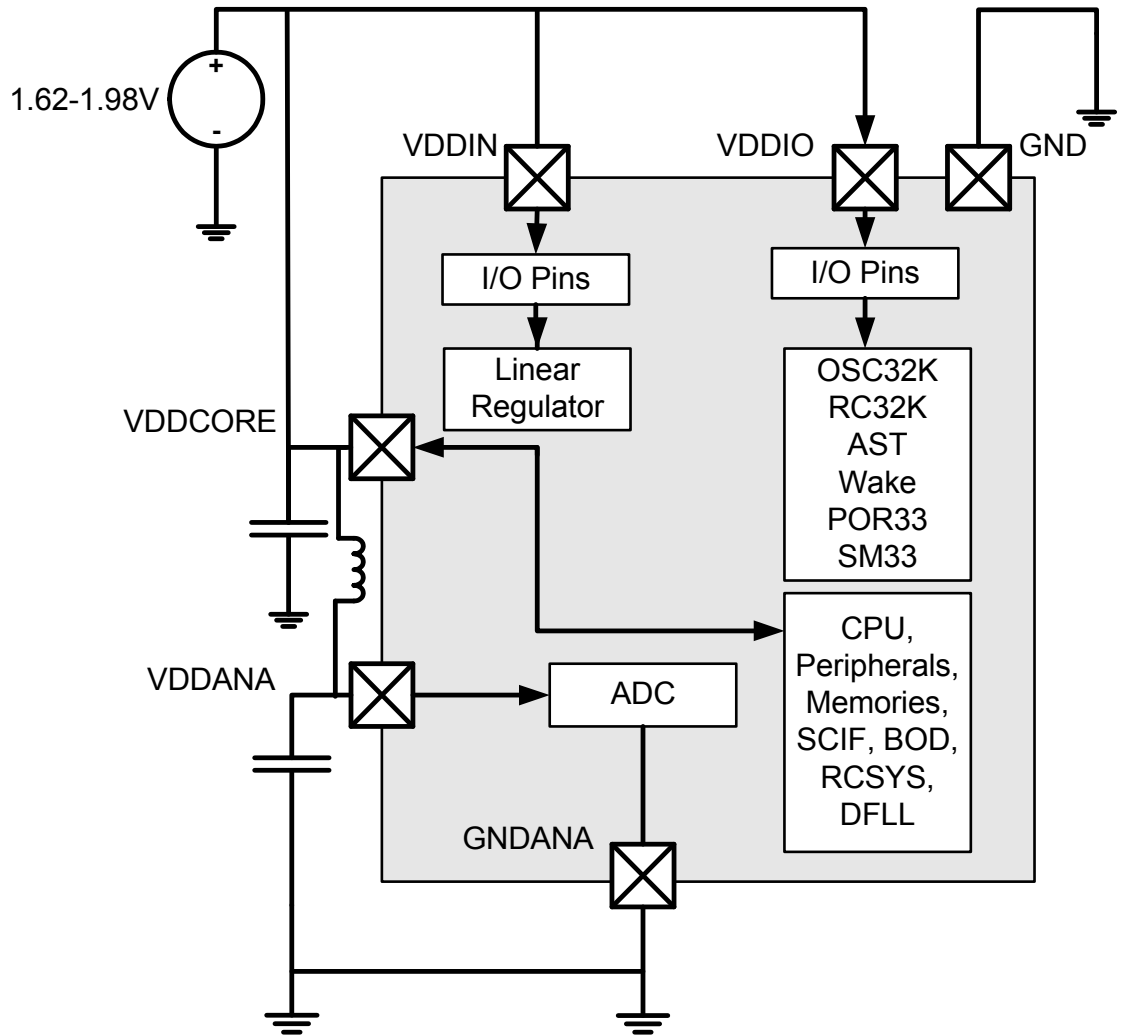 +
1.62-1.98V
-
VDDIN
VDDIO
GND
I/O Pins
I/O Pins
Linear
Regulator
OSC32K
RC32K
AST
Wake
POR33
SM33
VDDCORE
CPU,
Peripherals,
Memories,
SCIF, BOD,
RCSYS,
DFLL
VDDANA
ADC
GNDANA